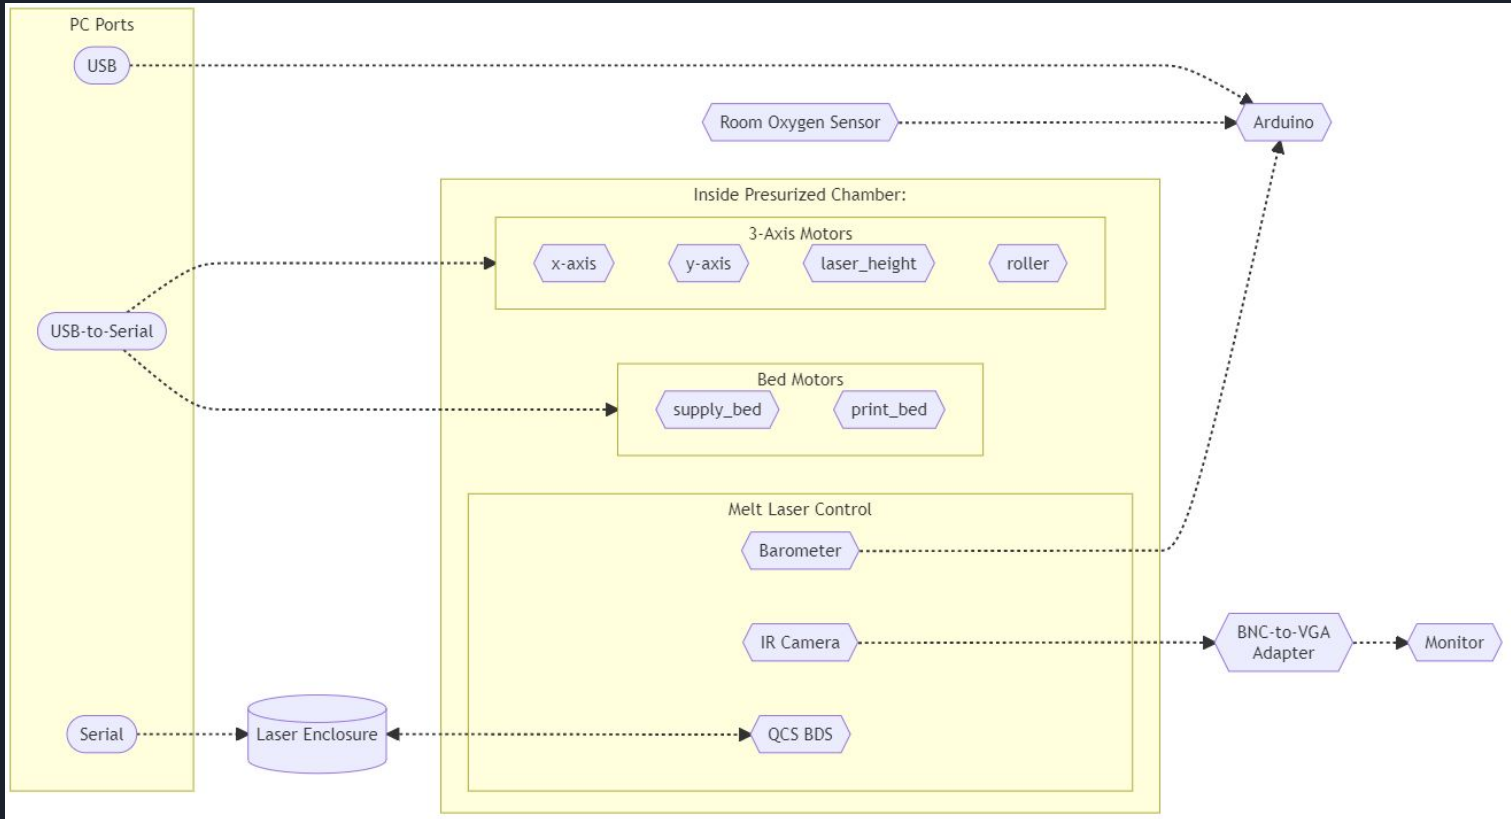 PC Ports
USB
Room Oxygen Sensor
Arduino
Inside Presurized Chamber:
3-Axis Motors
x-axis
y-axis
laser_height
roller
USB-to-Serial
Bed Motors
supply_bed
print_bed
Melt Laser Control
Barometer
IR Camera
BNC-to-VGA
Adapter
Monitor
Serial
Laser Enclosure
QCS BDS